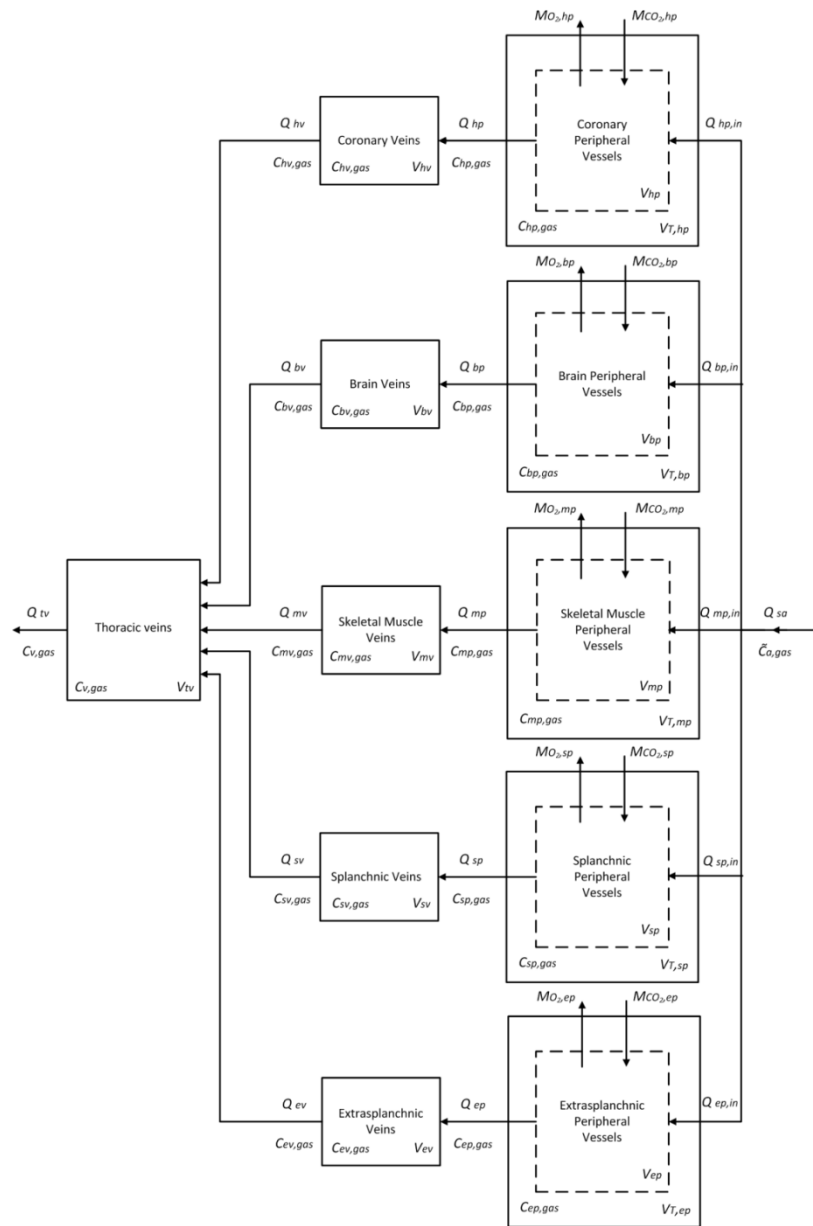 MO₂,hp MCO₂,hp
Q hv Q hp Q hp,in
Coronary Veins
Coronary
Peripheral
Vessels
Chv,gas Chv,gas Vhv Chp,gas
Vhp
Chp,gas VT,hp
MO₂,bp MCO₂,bp
Q bv Q bp Q bp,in
Brain Veins
Brain Peripheral
Vessels
Cbv,gas Cbv,gas Vbv Cbp,gas
Vbp
Cbp,gas VT,bp
MO₂,mp MCO₂,mp
Q tv
Thoracic veins
Cv,gas
Cv,gas Vtv
Q mv Q mp Q mp,in Q sa
Skeletal Muscle
Veins
Skeletal Muscle
Peripheral
Vessels
Cmv,gas Cmv,gas Vmv Cmp,gas
C̃a,gas
Vmp
Cmp,gas VT,mp
MO₂,sp MCO₂,sp
Q sv Q sp Q sp,in
Splanchnic Veins
Splanchnic
Peripheral
Vessels
Csv,gas Csv,gas Vsv Csp,gas
Vsp
Csp,gas VT,sp
MO₂,ep MCO₂,ep
Q ev Q ep Q ep,in
Extrasplanchnic
Veins
Extrasplanchnic
Peripheral
Vessels
Cev,gas Cev,gas Vev Cep,gas
Vep
Cep,gas VT,ep